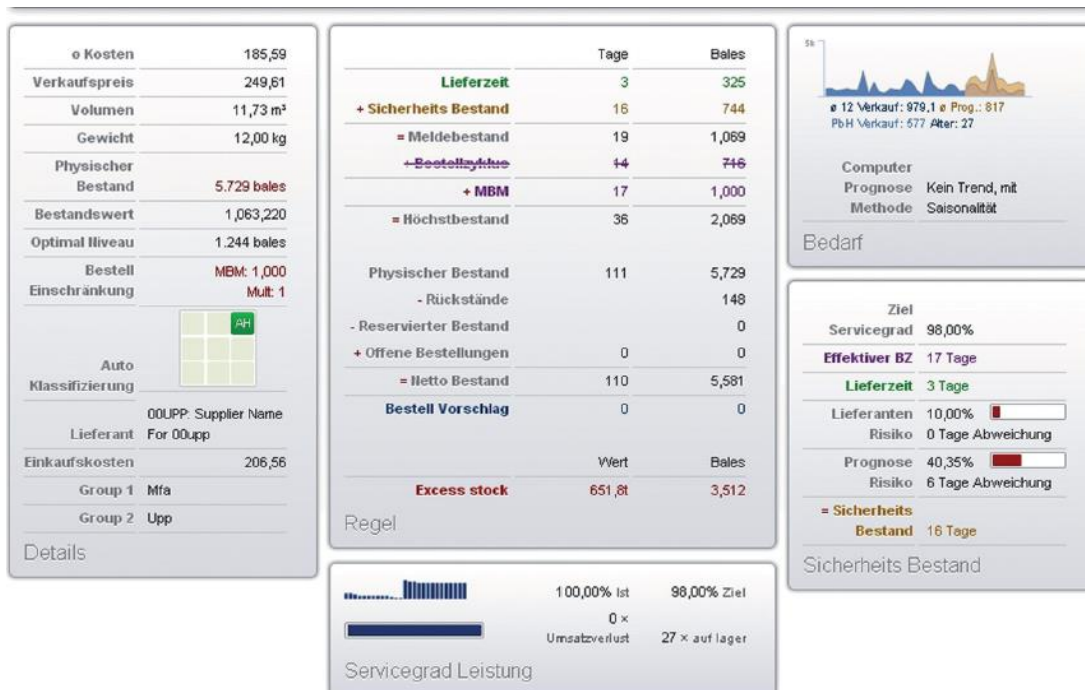 ø Kosten 185,59
Verkaufspreis 249,61
Volumen 11,73 m³
Gewicht 12,00 kg
Physischer
Bestand 5.729 bales
Bestandswert 1,063,220
Optimal Niveau 1.244 bales
Bestell MBM: 1,000
Einschränkung Mult: 1
AH
Auto
Klassifizierung
00UPP: Supplier Name
Lieferant For 00upp
Einkaufskosten 206,56
Group 1 Mfa
Group 2 Upp
Details
Tage Bales
Lieferzeit 3 325
+ Sicherheits Bestand 16 744
= Meldebestand 19 1,069
+ Bestellzyklus 14 716
+ MBM 17 1,000
= Höchstbestand 36 2,069
Physischer Bestand 111 5,729
- Rückstände 148
- Reservierter Bestand 0
+ Offene Bestellungen 0 0
= Netto Bestand 110 5,581
Bestell Vorschlag 0 0
Wert Bales
Excess stock 651,8t 3,512
Regel
100,00% Ist 98,00% Ziel
0 ×
Umsatzverlust 27 × auf lager
Servicegrad Leistung
5k
ø 12 Verkauf: 979,1 ø Prog.: 817
PbH Verkauf: 677 Alter: 27
Computer
Prognose Kein Trend, mit
Methode Saisonalität
Bedarf
Ziel
Servicegrad 98,00%
Effektiver BZ 17 Tage
Lieferzeit 3 Tage
Lieferanten 10,00%
Risiko 0 Tage Abweichung
Prognose 40,35%
Risiko 6 Tage Abweichung
= Sicherheits
Bestand 16 Tage
Sicherheits Bestand